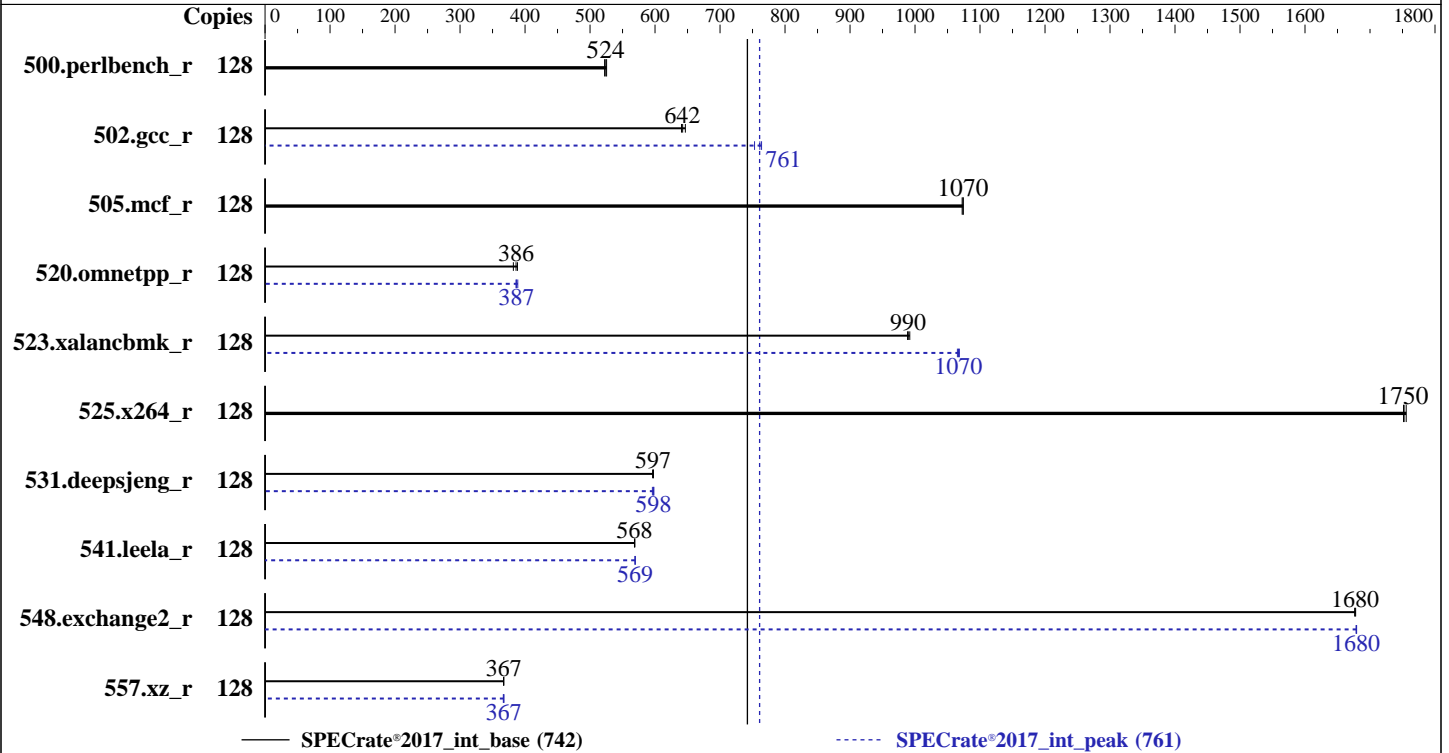 Copies 0 100 200 300 400 500 600 700 800 900 1000 1100 1200 1300 1400 1500 1600 1800
524
500.perlbench_r 128
642
502.gcc_r 128
761
1070
505.mcf_r 128
386
520.omnetpp_r 128
387
990
523.xalancbmk_r 128
1070
1750
525.x264_r 128
597
531.deepsjeng_r 128
598
568
541.leela_r 128
569
1680
548.exchange2_r 128
1680
367
557.xz_r 128
367
SPECrate®2017_int_base (742) SPECrate®2017_int_peak (761)